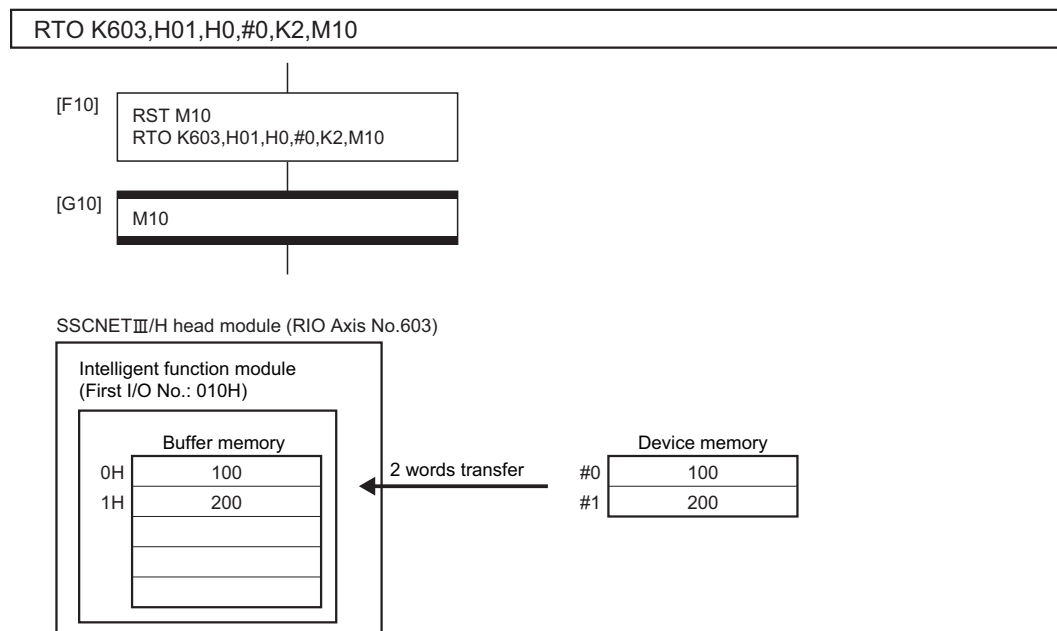 RTO K603,H01,H0,#0,K2,M10
[F10]
RST M10
RTO K603,H01,H0,#0,K2,M10
[G10]
M10
SSCNETⅢ/H head module (RIO Axis No.603)
Intelligent function module
(First I/O No.: 010H)
Buffer memory
Device memory
0H 100 2 words transfer #0 100
1H 200 #1 200